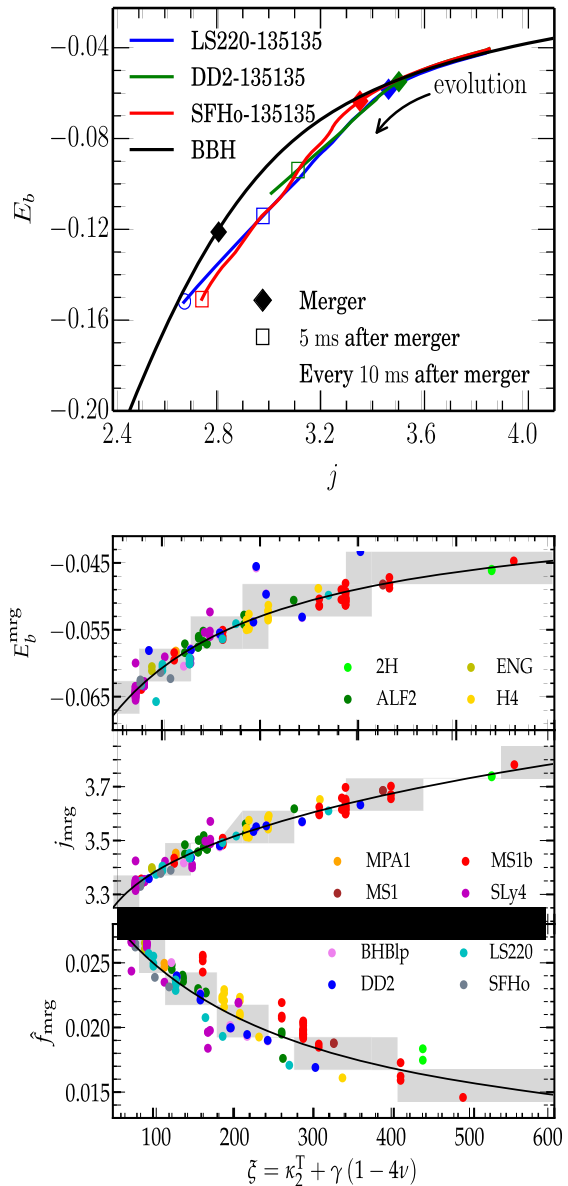 LS220-135135
DD2-135135
SFHo-135135
BBH
evolution
Merger
5 ms after merger
Every 10 ms after merger
E_b
−0.04
−0.08
−0.12
−0.16
−0.20
2.4 2.8 3.2 3.6 4.0
j
E_b^mrg
−0.045
−0.055
−0.065
2H ENG
ALF2 H4
j_mrg
3.7
3.5
3.3
MPA1 MS1b
MS1 SLy4
BHBlp LS220
DD2 SFHo
f̂_mrg
0.025
0.020
0.015
100 200 300 400 500 600
ξ = κ₂ᵀ + γ (1 − 4ν)